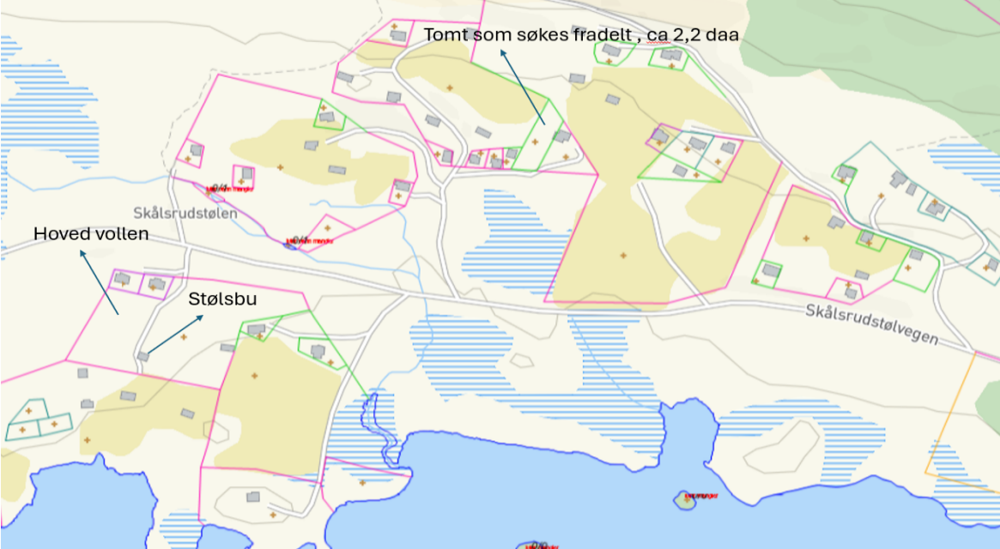 Tomt som søkes fradelt , ca 2,2 daa
Skålsrudstølen
Hoved vollen
Stølsbu
Skålsrudstølvegen